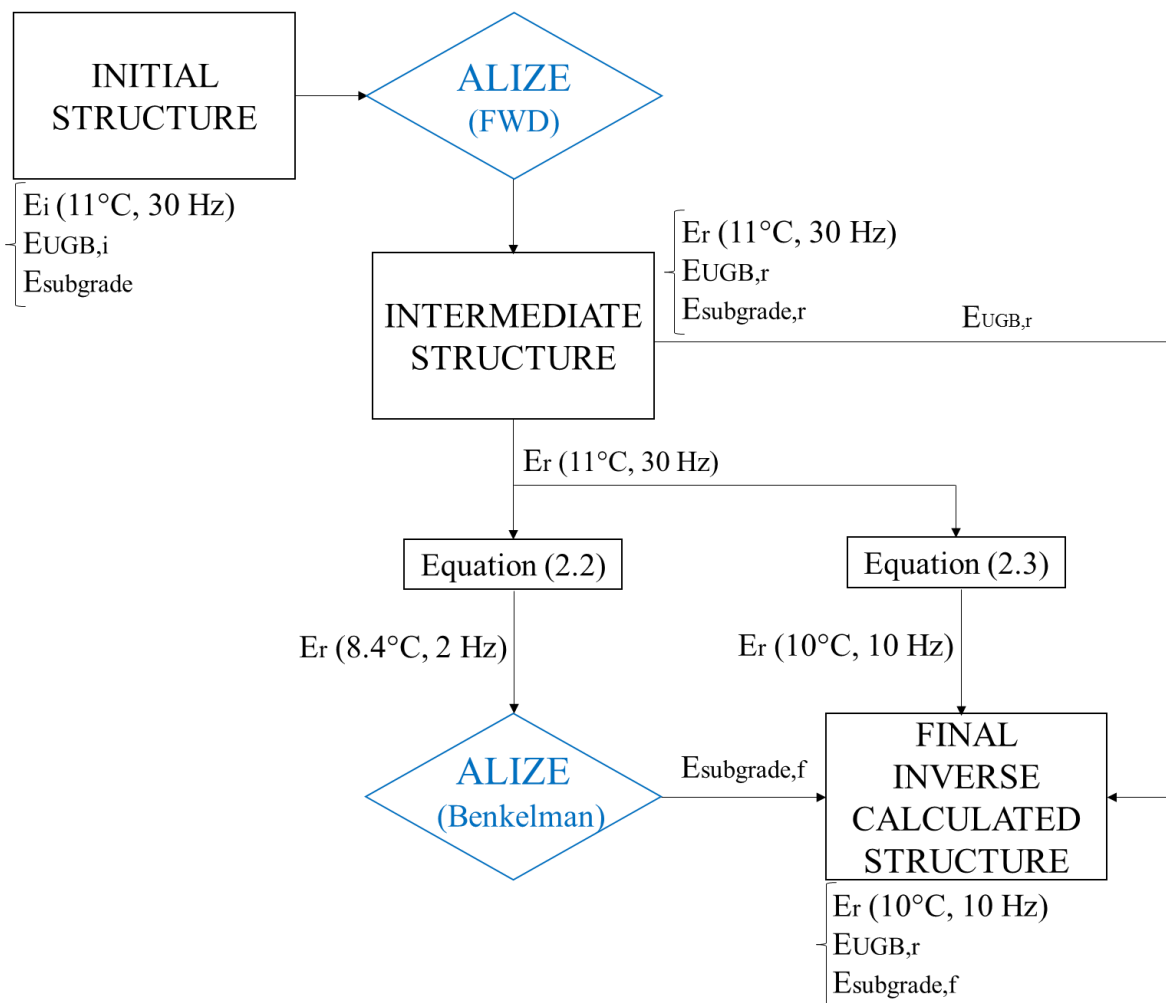 INITIAL
STRUCTURE
ALIZE
(FWD)
Ei (11°C, 30 Hz)
EUGB,i
Esubgrade
Er (11°C, 30 Hz)
EUGB,r
Esubgrade,r
INTERMEDIATE
STRUCTURE
EUGB,r
Er (11°C, 30 Hz)
Equation (2.2)
Equation (2.3)
Er (8.4°C, 2 Hz)
Er (10°C, 10 Hz)
ALIZE
(Benkelman)
Esubgrade,f
FINAL
INVERSE
CALCULATED
STRUCTURE
Er (10°C, 10 Hz)
EUGB,r
Esubgrade,f